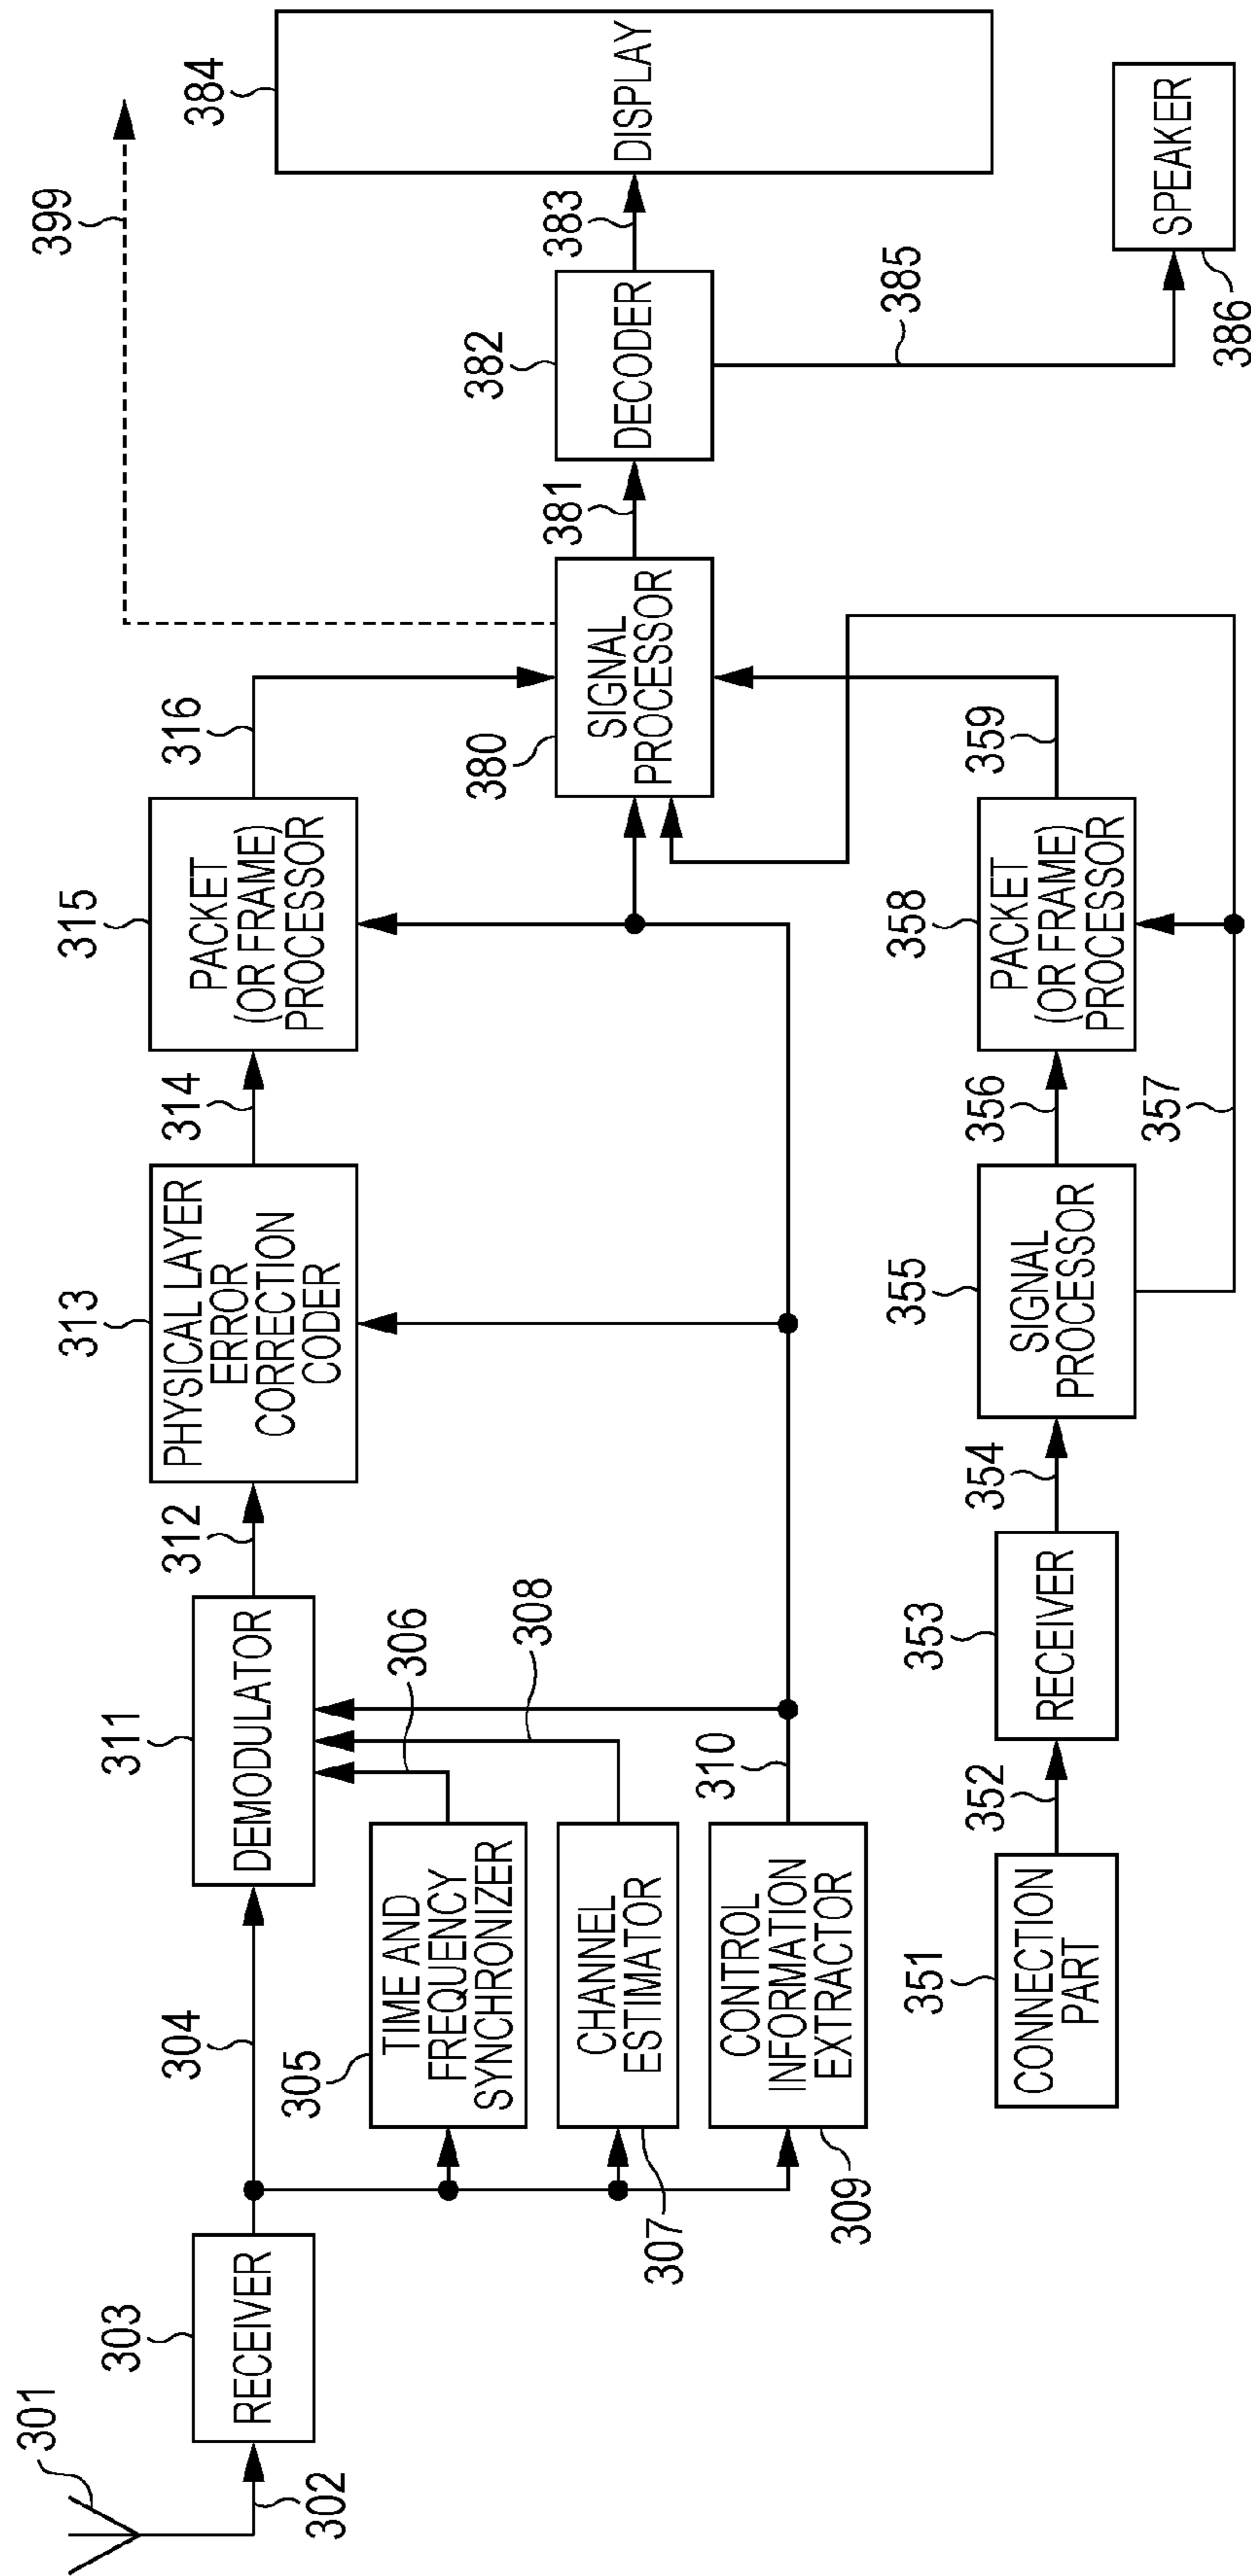 301
302
303
RECEIVER
304
305
TIME AND
FREQUENCY
SYNCHRONIZER
306
307
CHANNEL
ESTIMATOR
308
309
CONTROL
INFORMATION
EXTRACTOR
310
311
DEMODULATOR
312
313
PHYSICAL LAYER
ERROR
CORRECTION
CODER
314
315
PACKET
(OR FRAME)
PROCESSOR
316
351
CONNECTION
PART
352
353
RECEIVER
354
355
SIGNAL
PROCESSOR
356
357
358
PACKET
(OR FRAME)
PROCESSOR
359
380
SIGNAL
PROCESSOR
381
382
DECODER
383
384
DISPLAY
385
386
SPEAKER
399